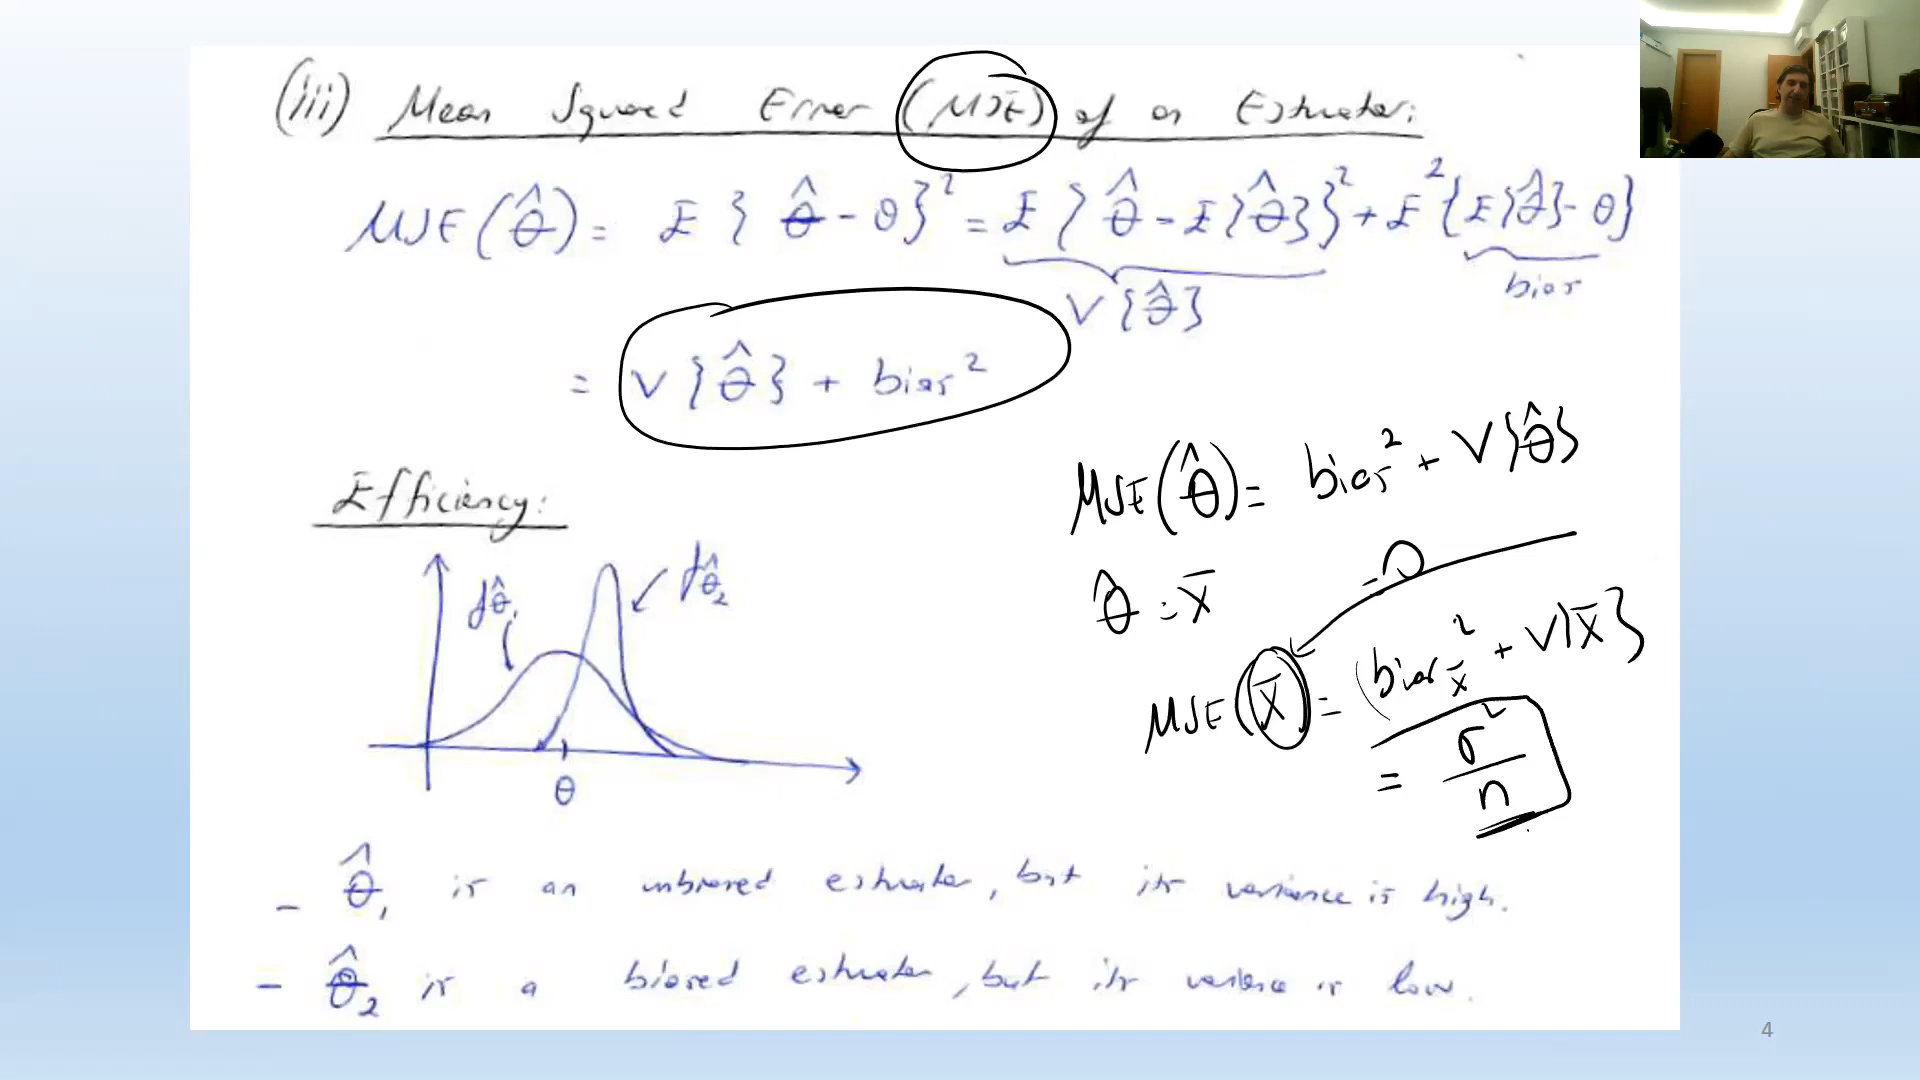 (iii) Mean Squared Error (MSE) of an Estimator:
MSE(θ̂) = E{θ̂ - θ}² = E{θ̂ - E{θ̂}}² + E²{E{θ̂} - θ}
V{θ̂}
bias
= V{θ̂} + bias²
MSE(θ̂) = bias² + V{θ̂}
Efficiency:
fθ̂₁
fθ̂₂
θ̂ = x̄
MSE(x̄) = bias²x̄ + V{x̄}
= σ²/n
θ
- θ̂₁ is an unbiased estimator, but its variance is high.
- θ̂₂ is a biased estimator, but its variance is low.
4